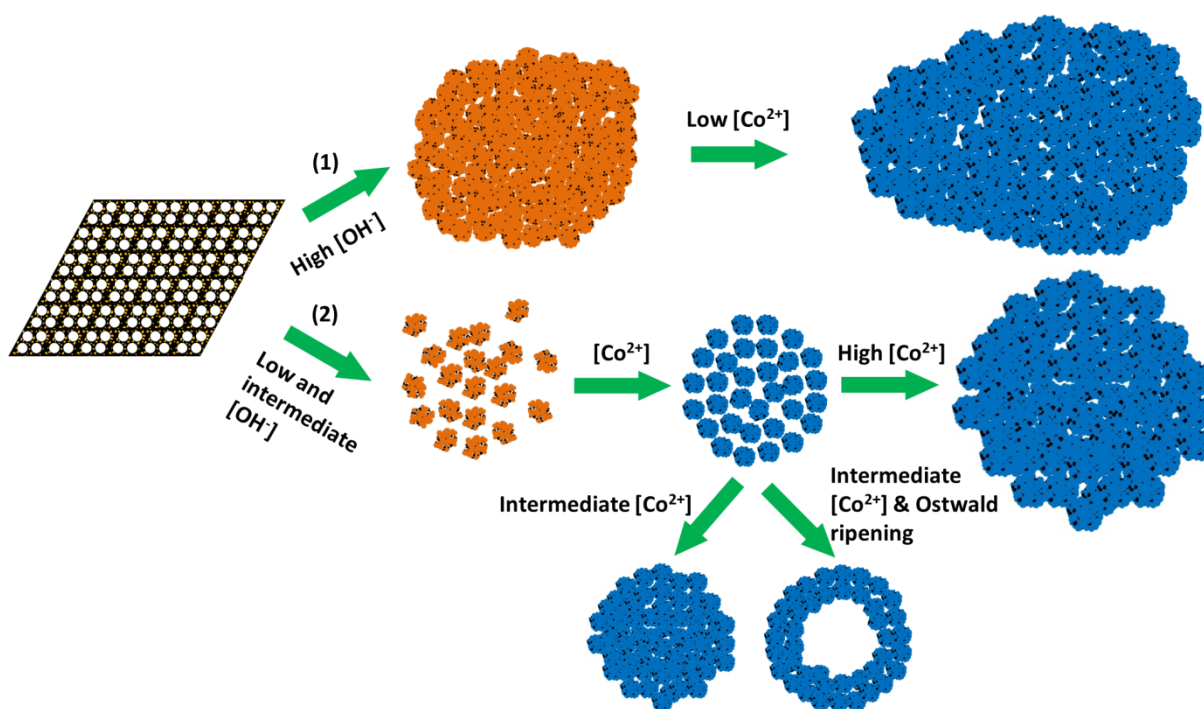 (1)
High [OH⁻]
Low [Co²⁺]
(2)
Low and
intermediate
[OH⁻]
[Co²⁺]
High [Co²⁺]
Intermediate [Co²⁺]
Intermediate
[Co²⁺] & Ostwald
ripening